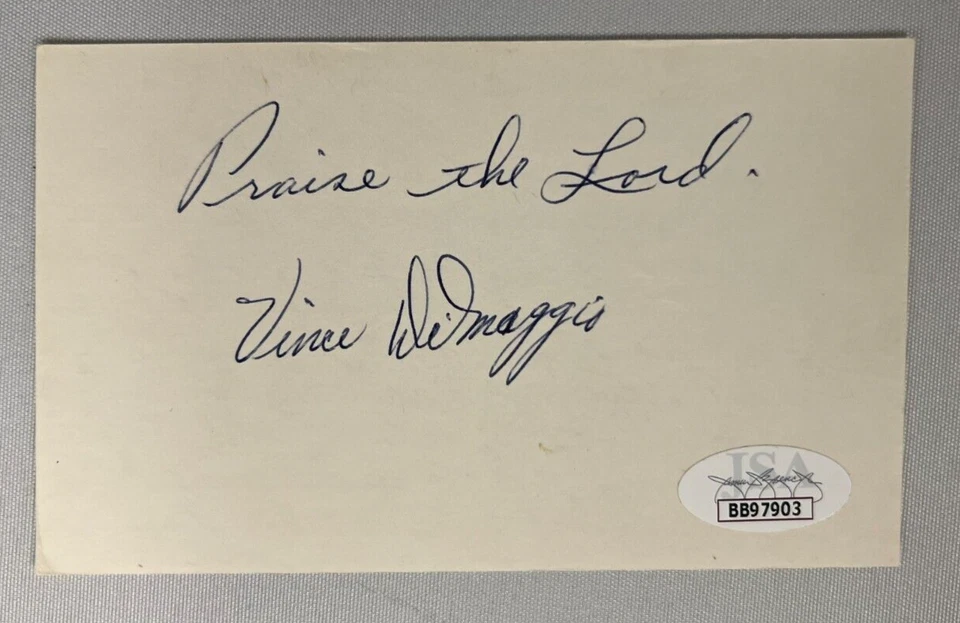 Praise the Lord.
Vince DiMaggio
JSA
BB97903